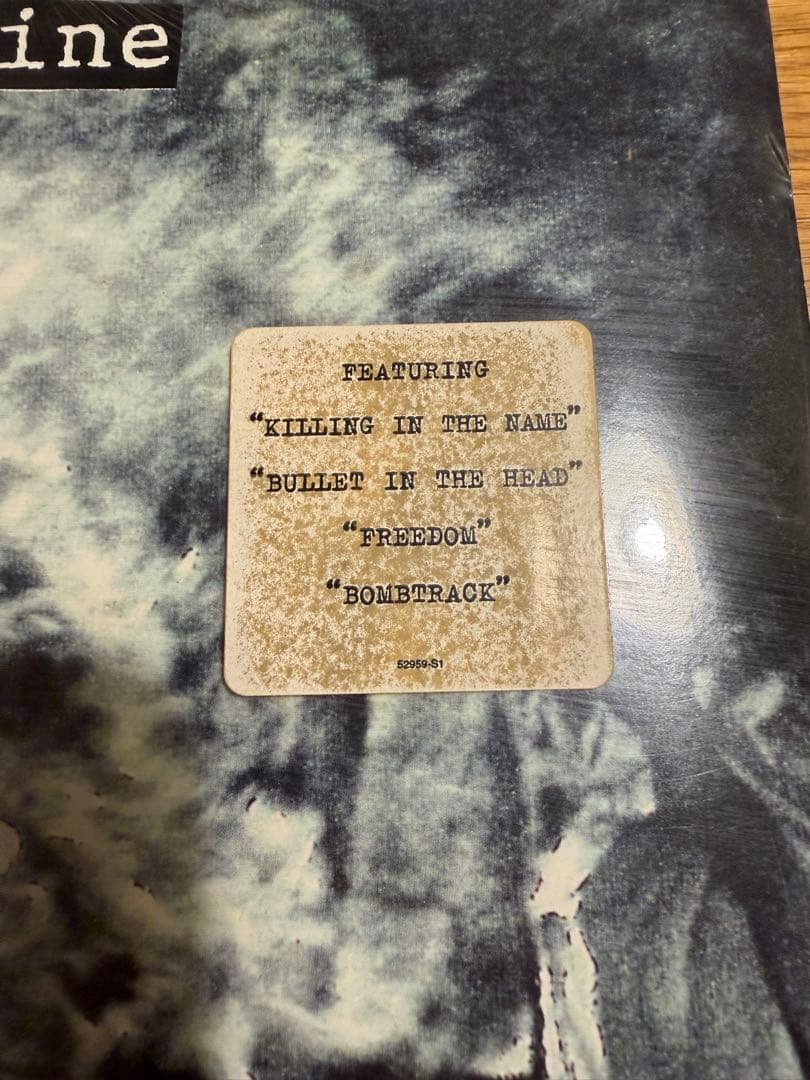 ine
FEATURING
“KILLING IN THE NAME”
“BULLET IN THE HEAD”
“FREEDOM”
“BOMBTRACK”
52959-S1